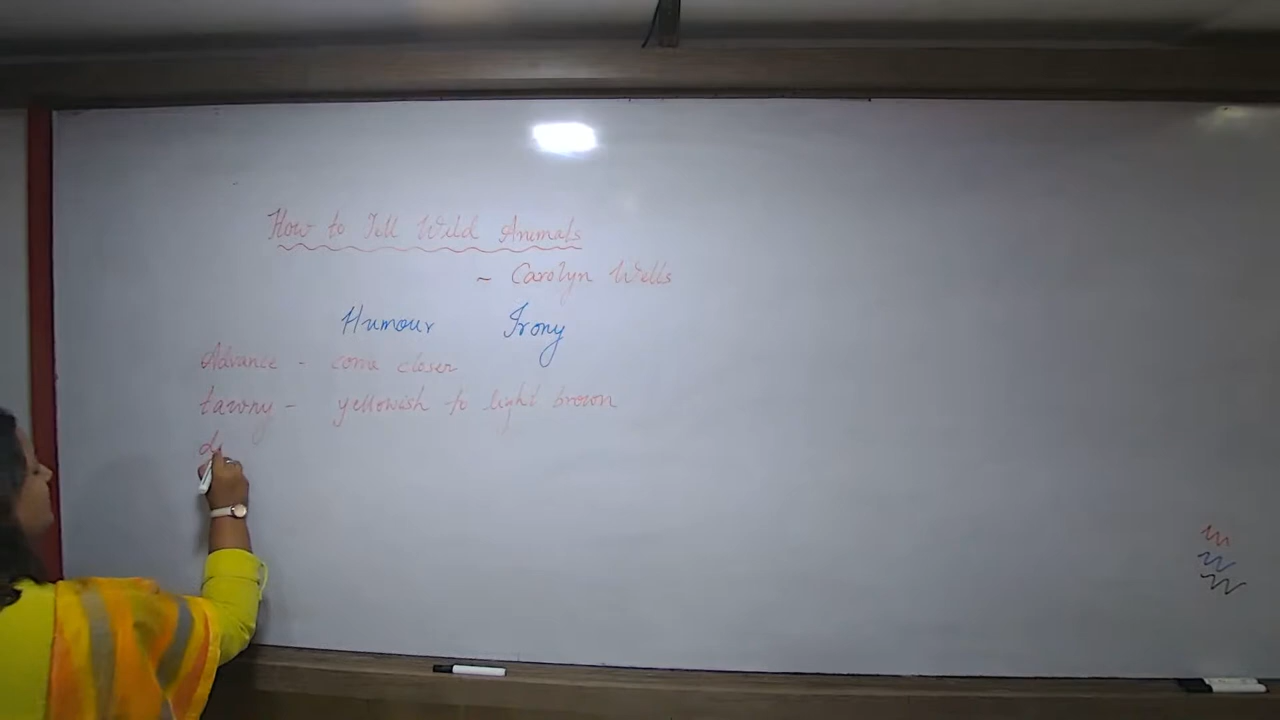 How to Tell Wild Animals
~ Carolyn Wells
Humour Irony
Advance - come closer
tawny - yellowish to light brown